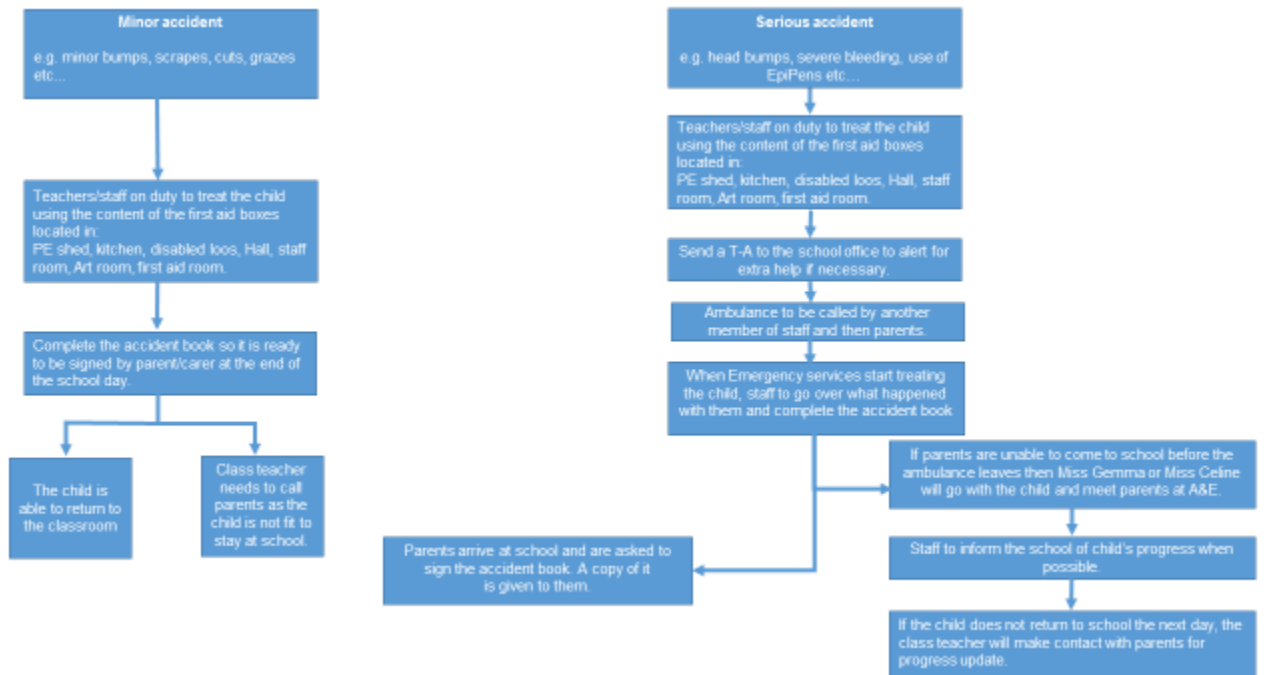 Minor accident
e.g. minor bumps, scrapes, cuts, grazes
etc...
Teachers/staff on duty to treat the child
using the content of the first aid boxes
located in:
PE shed, kitchen, disabled loos, Hall, staff
room, Art room, first aid room.
Complete the accident book so it is ready
to be signed by parent/carer at the end of
the school day.
The child is
able to return to
the classroom
Class teacher
needs to call
parents as the
child is not fit to
stay at school.
Serious accident
e.g. head bumps, severe bleeding, use of
EpiPens etc...
Teachers/staff on duty to treat the child
using the content of the first aid boxes
located in:
PE shed, kitchen, disabled loos, Hall, staff
room, Art room, first aid room.
Send a T-A to the school office to alert for
extra help if necessary.
Ambulance to be called by another
member of staff and then parents.
When Emergency services start treating
the child, staff to go over what happened
with them and complete the accident book
Parents arrive at school and are asked to
sign the accident book. A copy of it
is given to them.
If parents are unable to come to school before the
ambulance leaves then Miss Gemma or Miss Celine
will go with the child and meet parents at A&E.
Staff to inform the school of child's progress when
possible.
If the child does not return to school the next day, the
class teacher will make contact with parents for
progress update.